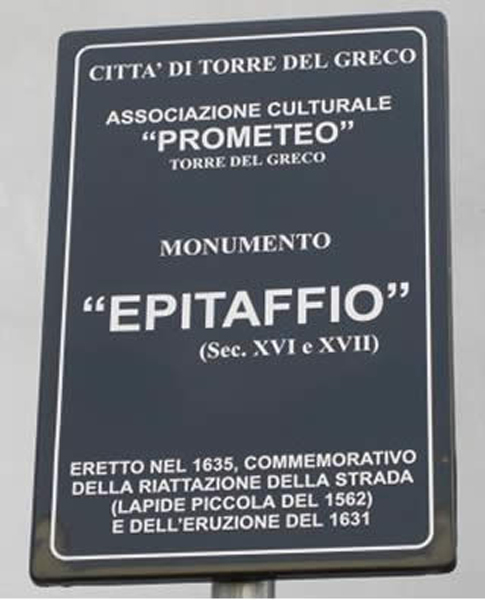 CITTA' DI TORRE DEL GRECO
ASSOCIAZIONE CULTURALE
"PROMETEO"
TORRE DEL GRECO
MONUMENTO
"EPITAFFIO"
(Sec. XVI e XVII)
ERETTO NEL 1635, COMMEMORATIVO
DELLA RIATTAZIONE DELLA STRADA
(LAPIDE PICCOLA DEL 1562)
E DELL'ERUZIONE DEL 1631